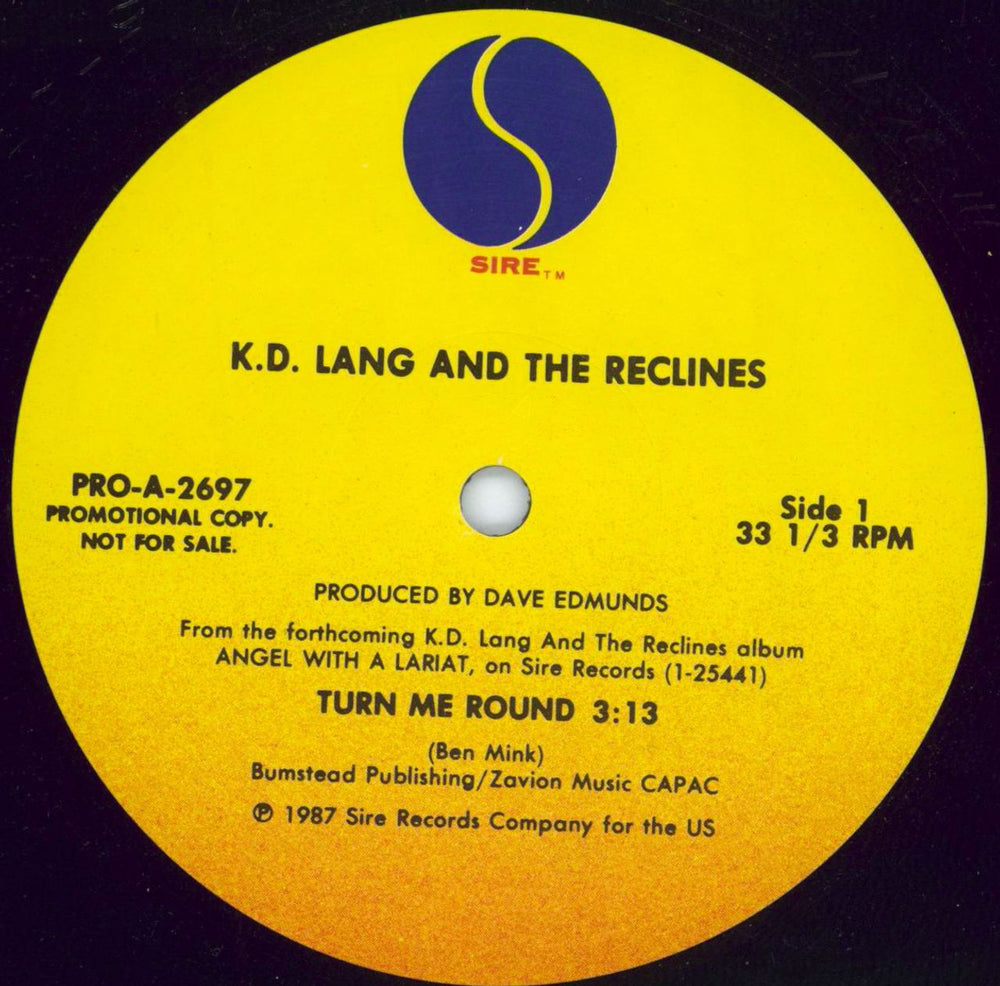 SIRE TM
K.D. LANG AND THE RECLINES
PRO-A-2697
PROMOTIONAL COPY.
NOT FOR SALE.
Side 1
33 1/3 RPM
PRODUCED BY DAVE EDMUNDS
From the forthcoming K.D. Lang And The Reclines album
ANGEL WITH A LARIAT, on Sire Records (1-25441)
TURN ME ROUND 3:13
(Ben Mink)
Bumstead Publishing/Zavion Music CAPAC
℗ 1987 Sire Records Company for the US